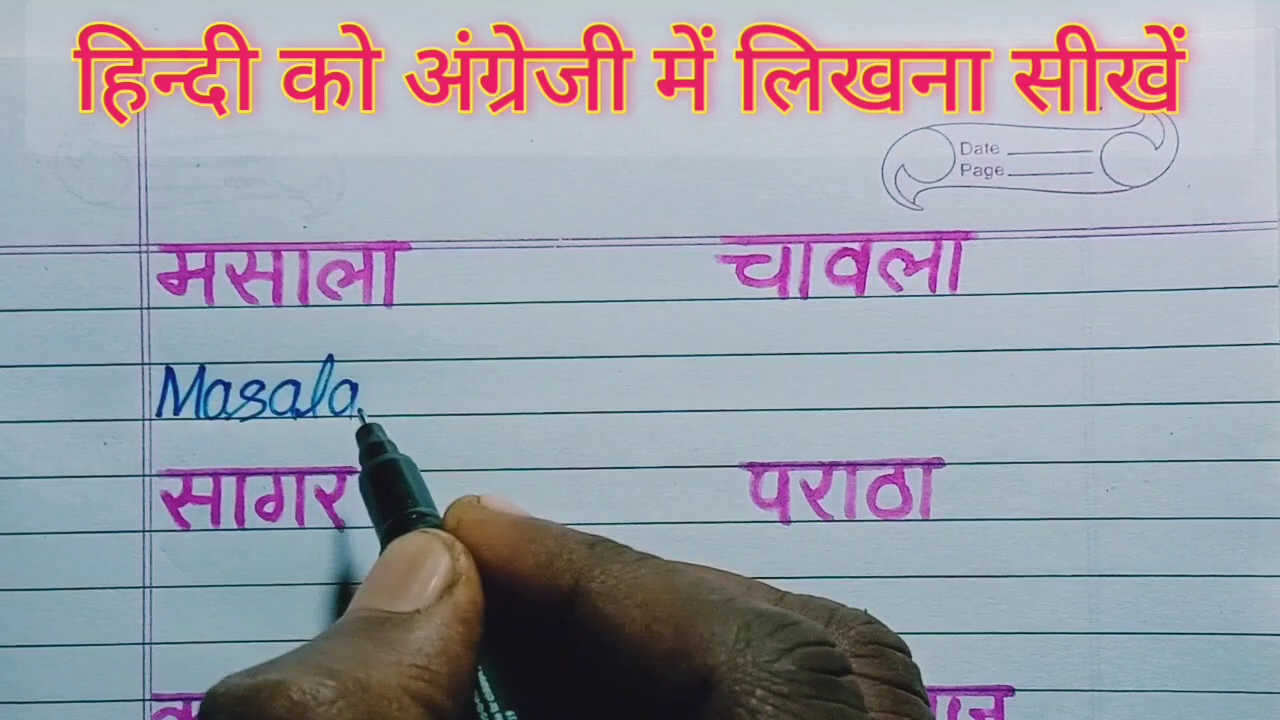 हिन्दी को अंग्रेजी में लिखना सीखें
Date
Page
मसाला चावला
Masala
सागर पराठा